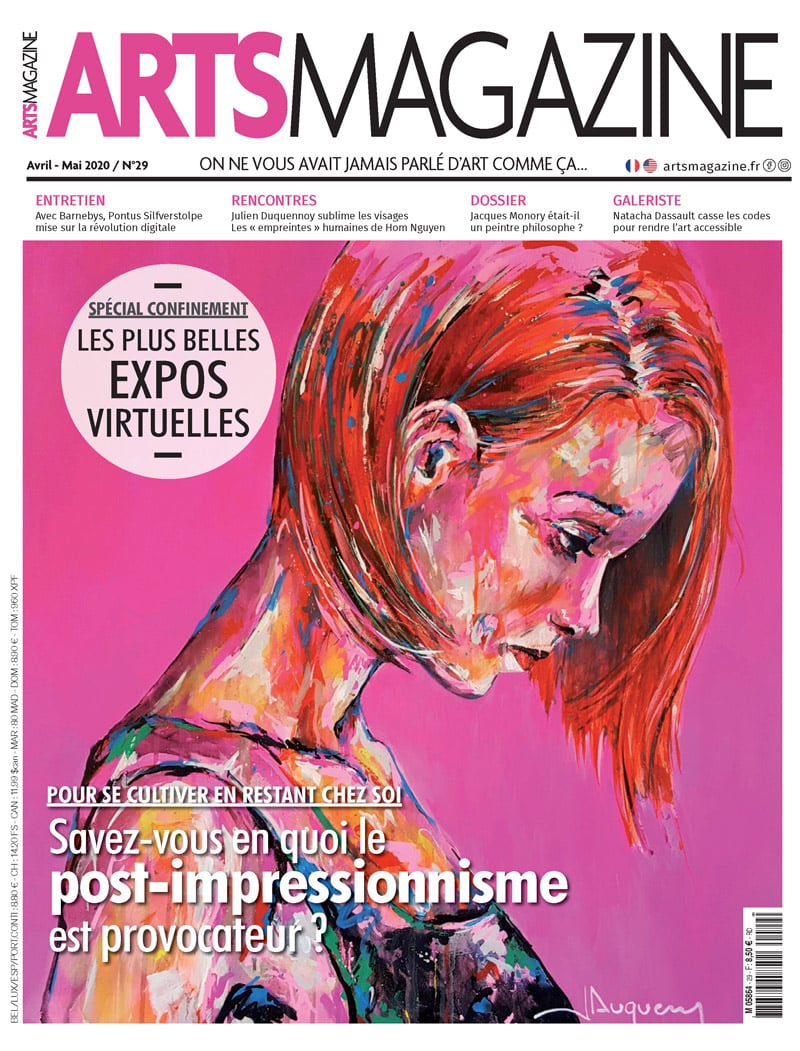 ARTSMAGAZINE
ARTSMAGAZINE
Avril - Mai 2020 / N°29
ON NE VOUS AVAIT JAMAIS PARLÉ D'ART COMME ÇA...
artsmagazine.fr
ENTRETIEN
Avec Barnebys, Pontus Silfverstolpe
mise sur la révolution digitale
RENCONTRES
Julien Duquennoy sublime les visages
Les « empreintes » humaines de Hom Nguyen
DOSSIER
Jacques Monory était-il
un peintre philosophe ?
GALERISTE
Natacha Dassault casse les codes
pour rendre l'art accessible
SPÉCIAL CONFINEMENT
LES PLUS BELLES
EXPOS
VIRTUELLES
POUR SE CULTIVER EN RESTANT CHEZ SOI
Savez-vous en quoi le
post-impressionnisme
est provocateur ?
BEL/LUX/ESP/PORT.CONT : 8.80 € - CH : 14.20 FS - CAN : 11.99 $can - MAR : 80 MAD - DOM : 8.90 € - TOM : 960 XPF
M 05864 - 29 - F: 8,50 € - RD